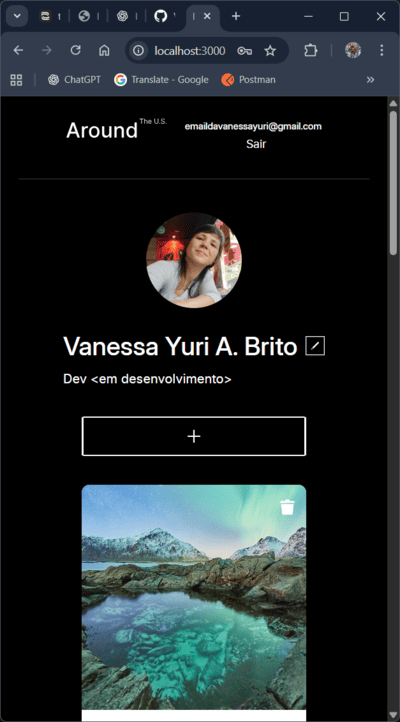 localhost:3000
ChatGPT
Translate - Google
Postman
Around The U.S.
emaildavanessayuri@gmail.com
Sair
Vanessa Yuri A. Brito
Dev <em desenvolvimento>